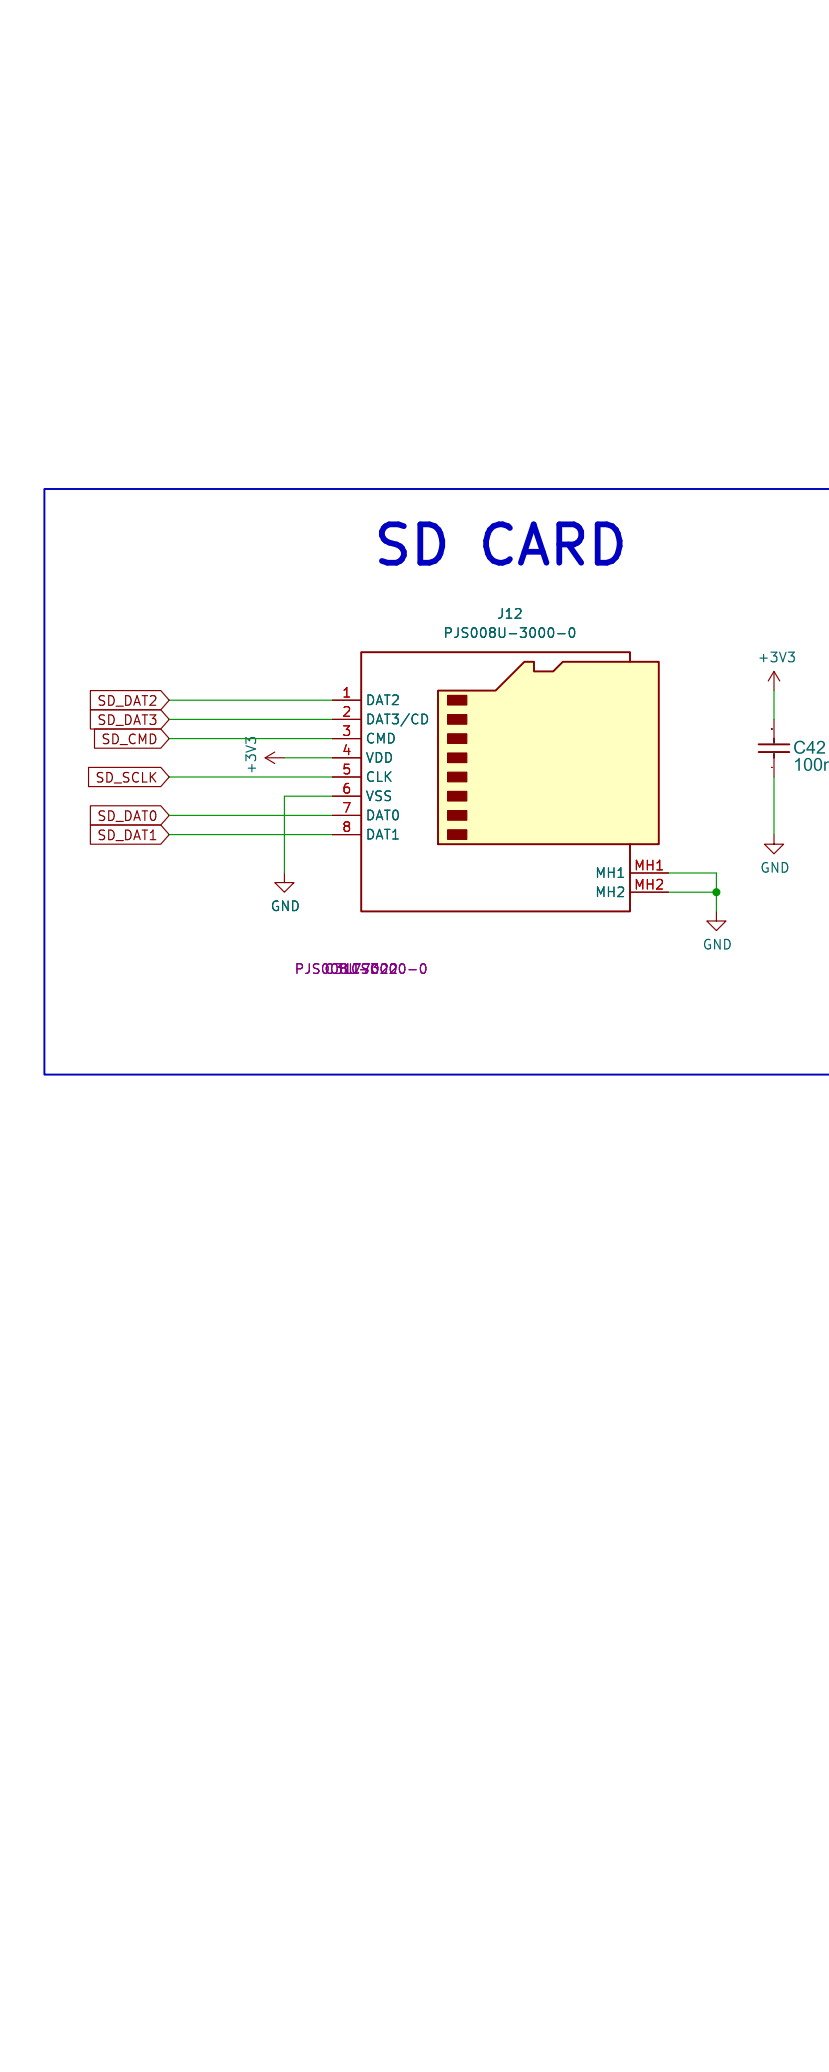 SD CARD
J12
PJS008U-3000-0
+3V3
SD_DAT2
1
DAT2
SD_DAT3
2
DAT3/CD
SD_CMD
3
CMD
+3V3
4
VDD
SD_SCLK
5
CLK
6
VSS
SD_DAT0
7
DAT0
SD_DAT1
8
DAT1
C42
100n
MH1
MH1
MH2
MH2
GND
GND
GND